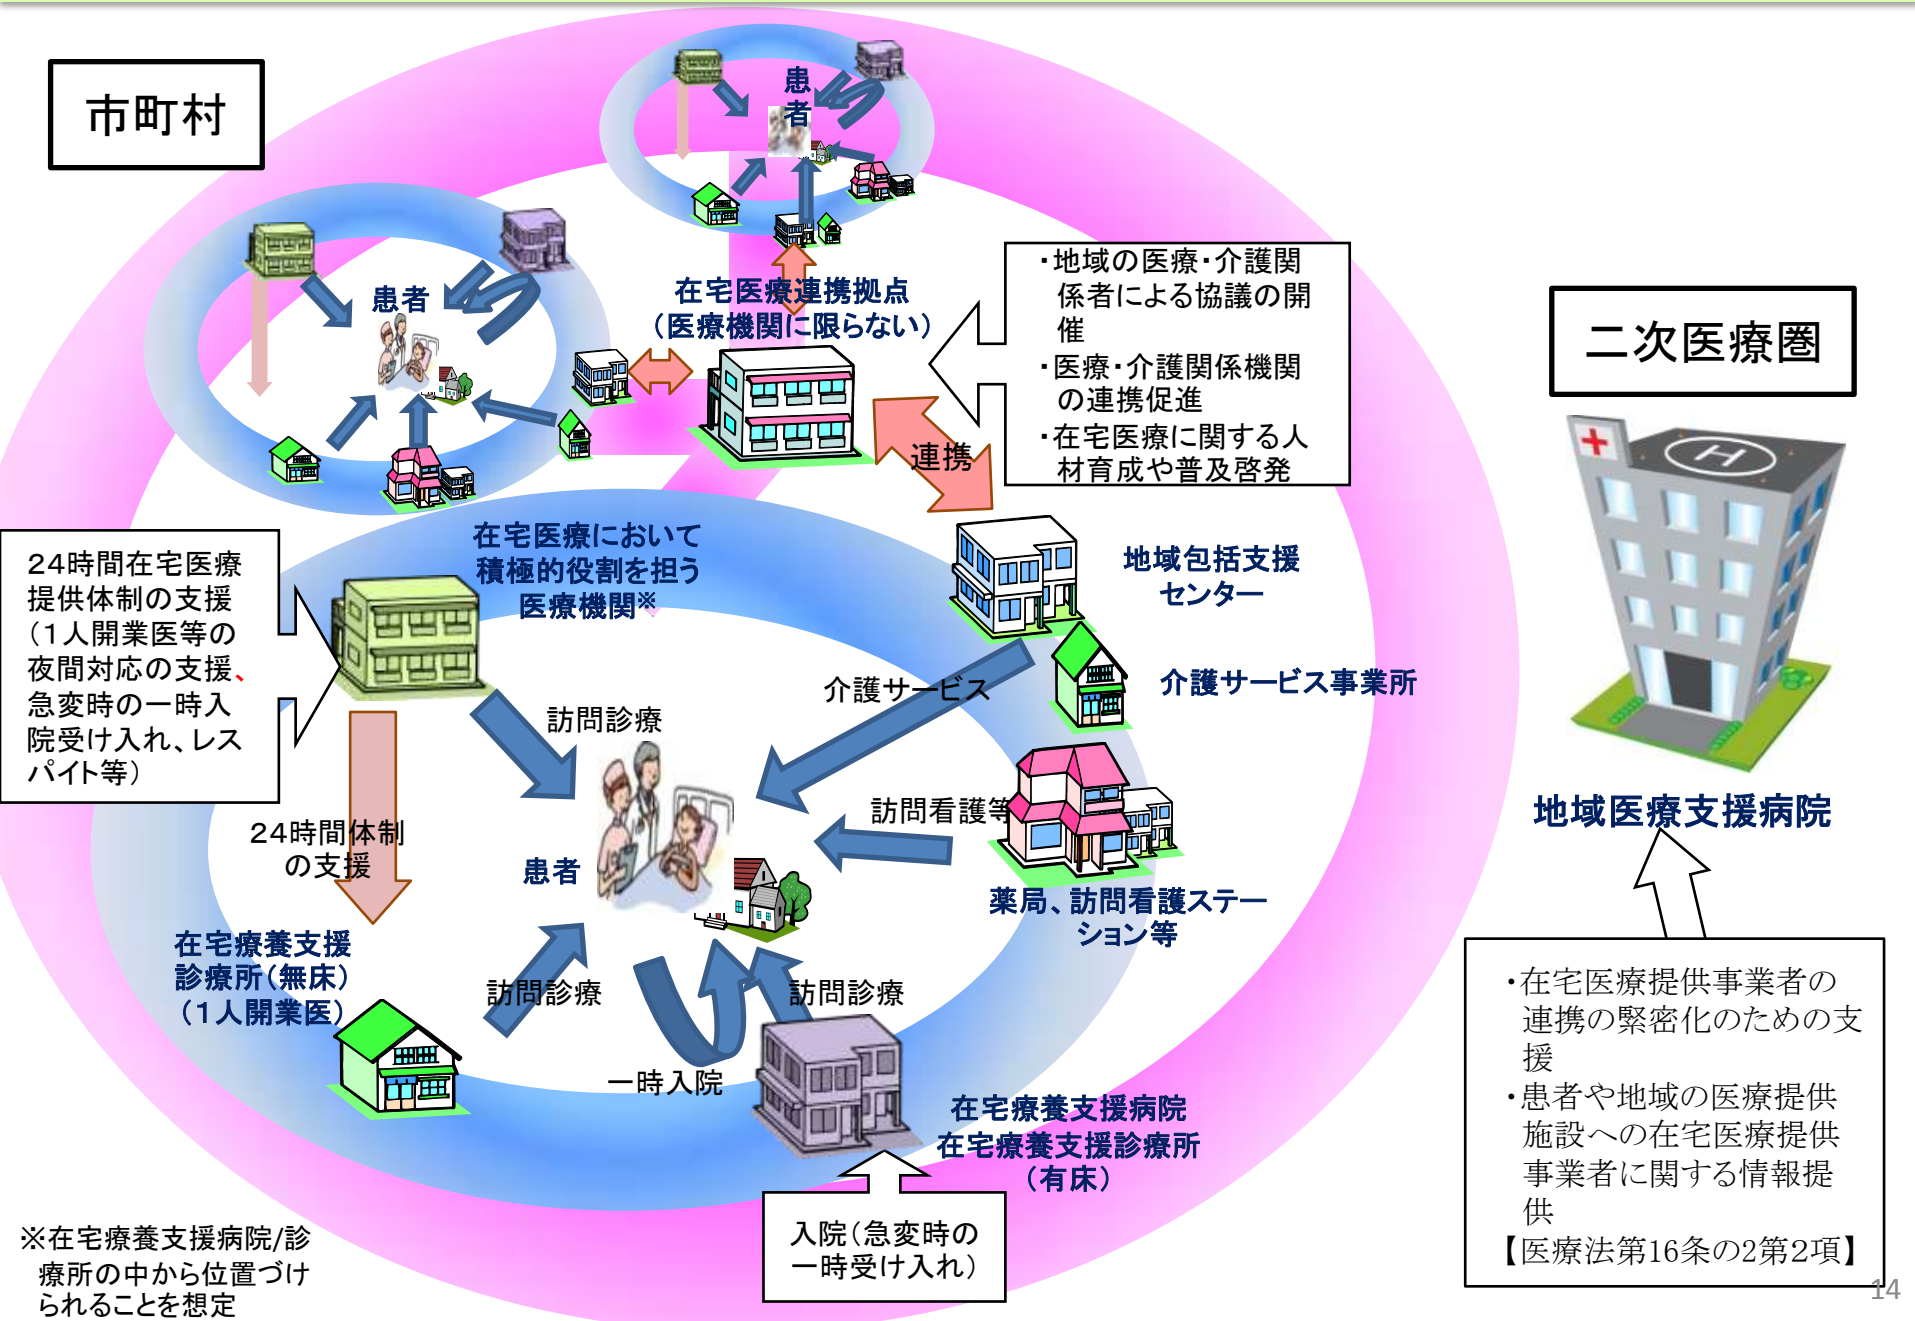 市町村
患
者
患者
在宅医療連携拠点
（医療機関に限らない）
・地域の医療・介護関
係者による協議の開
催
・医療・介護関係機関
の連携促進
・在宅医療に関する人
材育成や普及啓発
連携
二次医療圏
地域医療支援病院
・在宅医療提供事業者の
連携の緊密化のための支
援
・患者や地域の医療提供
施設への在宅医療提供
事業者に関する情報提
供
【医療法第16条の2第2項】
24時間在宅医療
提供体制の支援
（1人開業医等の
夜間対応の支援、
急変時の一時入
院受け入れ、レス
パイト等）
在宅医療において
積極的役割を担う
医療機関※
地域包括支援
センター
介護サービス事業所
介護サービス
訪問診療
訪問看護等
24時間体制
の支援
患者
薬局、訪問看護ステー
ション等
在宅療養支援
診療所（無床）
（1人開業医）
訪問診療
訪問診療
一時入院
在宅療養支援病院
在宅療養支援診療所
（有床）
入院（急変時の
一時受け入れ）
※在宅療養支援病院/診
療所の中から位置づけ
られることを想定
14
H